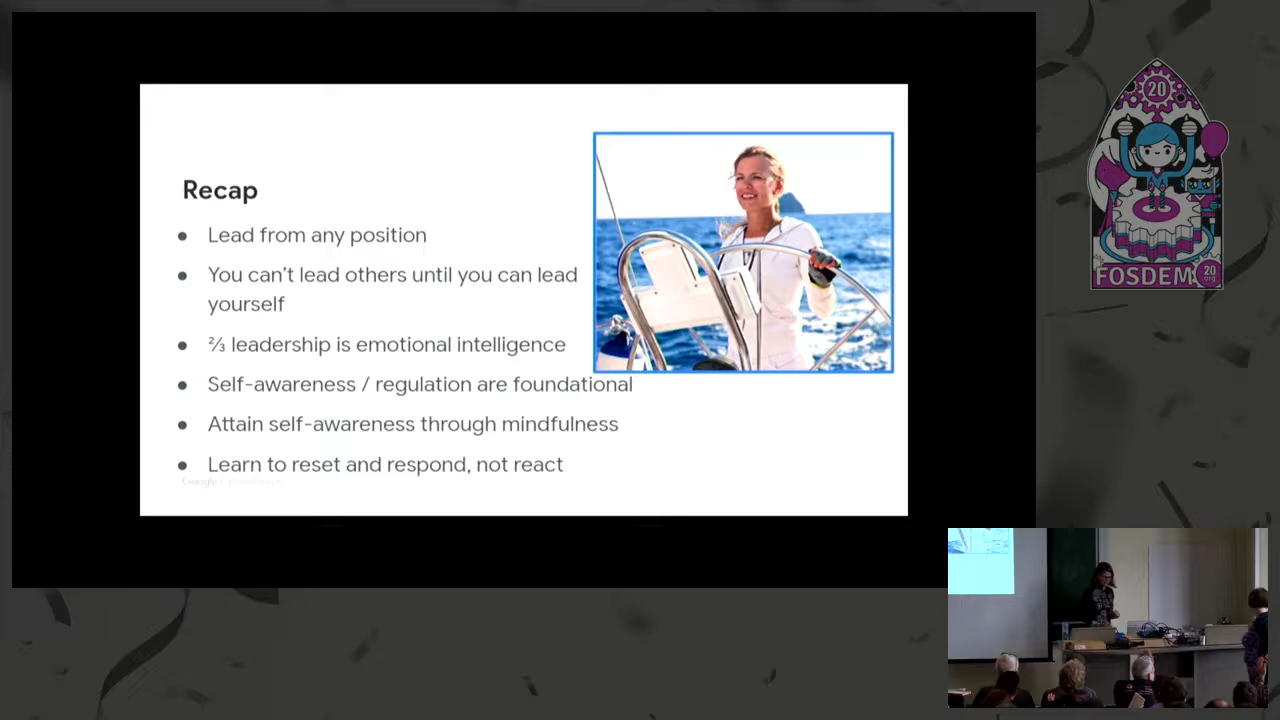 Recap
● Lead from any position
● You can't lead others until you can lead
yourself
● ⅔ leadership is emotional intelligence
● Self-awareness / regulation are foundational
● Attain self-awareness through mindfulness
● Learn to reset and respond, not react
Google
20
FOSDEM
20
org